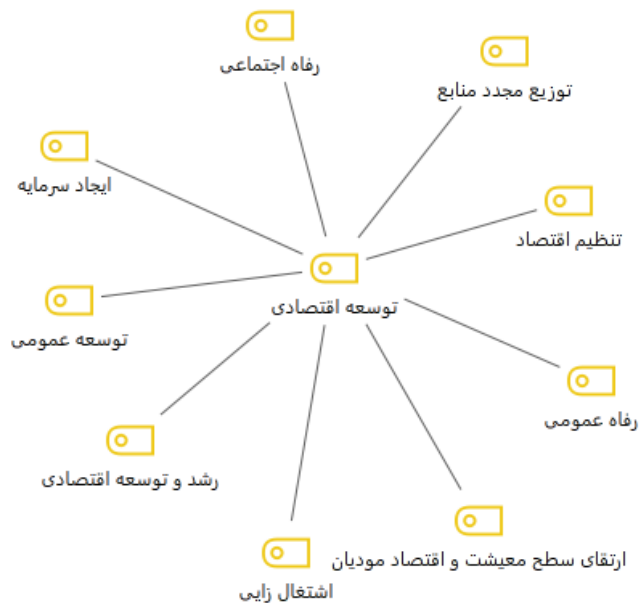 رفاه اجتماعی
توزیع مجدد منابع
ایجاد سرمایه
تنظیم اقتصاد
توسعه اقتصادی
توسعه عمومی
رفاه عمومی
رشد و توسعه اقتصادی
ارتقای سطح معیشت و اقتصاد مودیان
اشتغال زایی